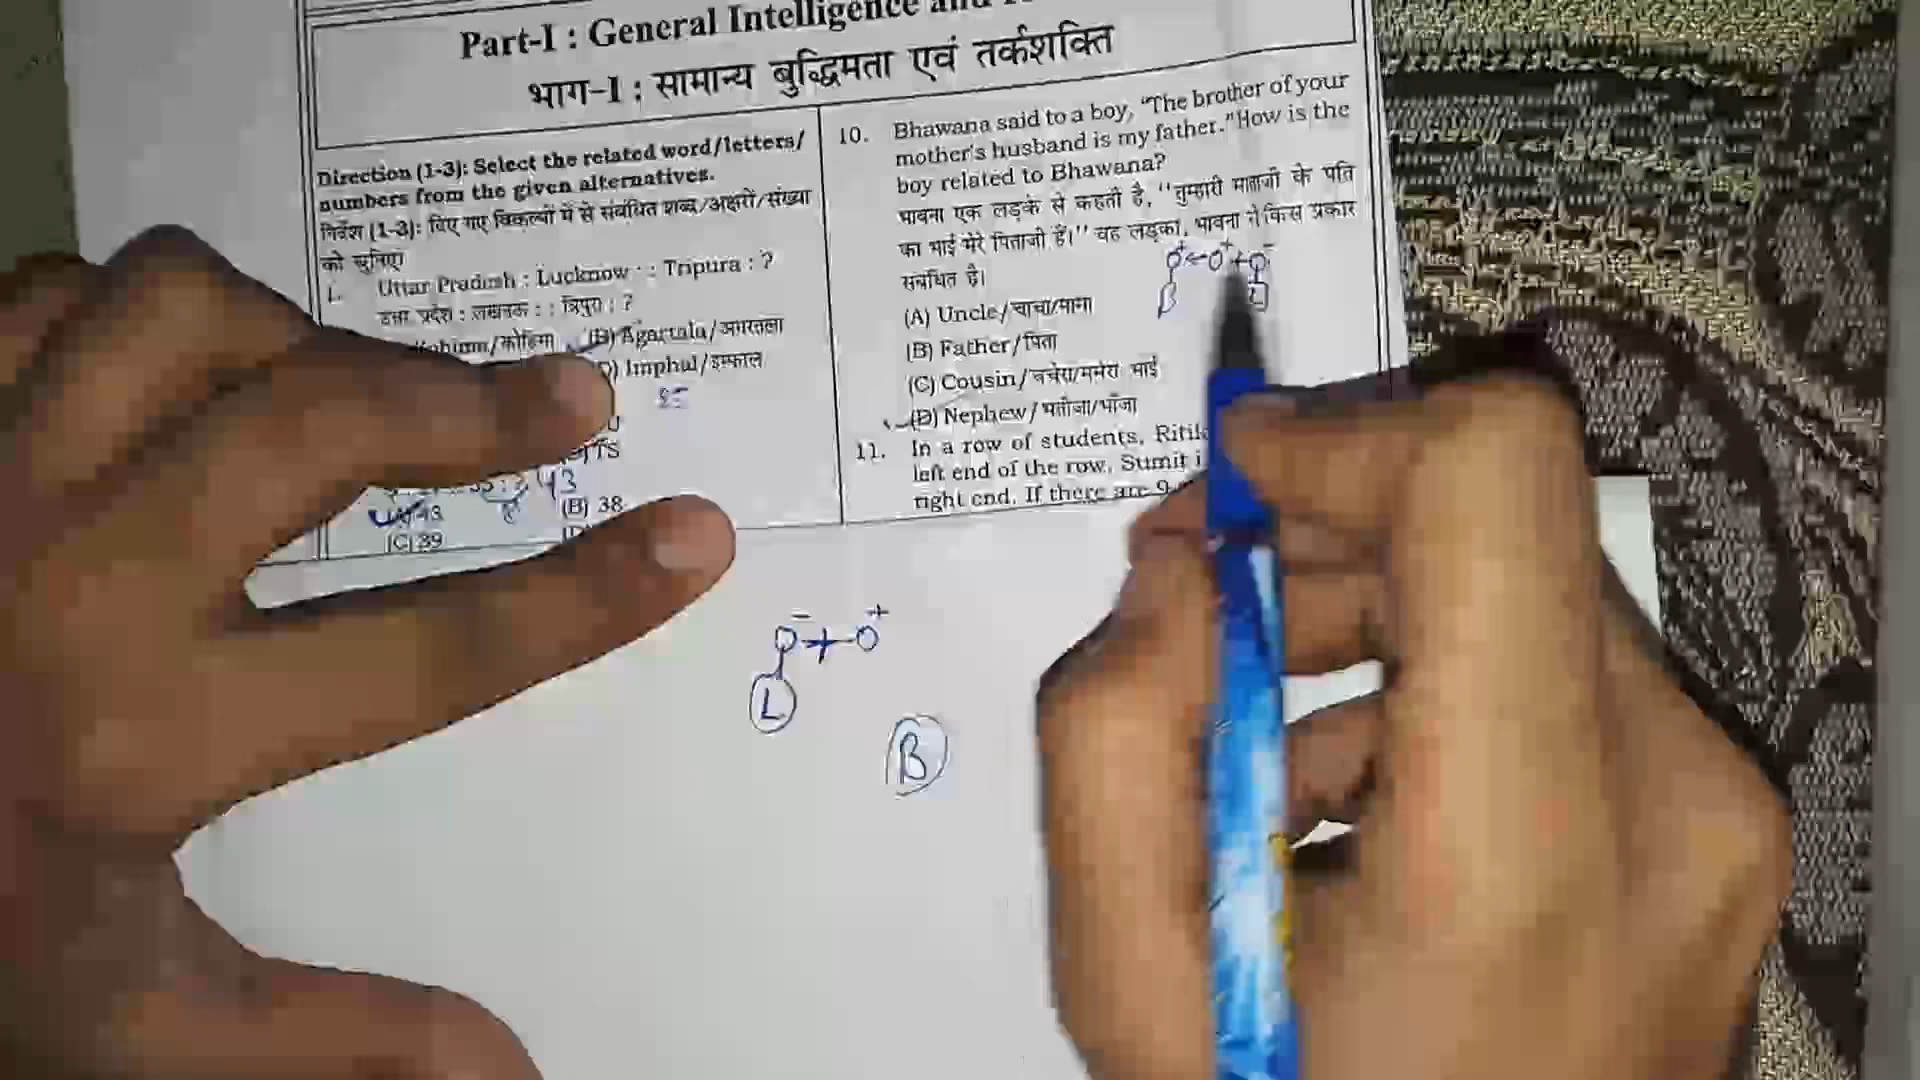 Part-I : General Intelligence and
भाग-I : सामान्य बुद्धिमता एवं तर्कशक्ति
Direction (1-3): Select the related word/letters/
numbers from the given alternatives.
निर्देश (1-3): दिए गए विकल्पों में से संबंधित शब्द/अक्षरों/संख्या
को चुनिए।
1. Uttar Pradesh : Lucknow : : Tripura : ?
उत्तर प्रदेश : लखनऊ : : त्रिपुरा : ?
/कोहिमा (B) Agartala/अगरतला
Imphal/इम्फाल
43
(B) 38
(C) 39
10. Bhawana said to a boy, "The brother of your
mother's husband is my father." How is the
boy related to Bhawana?
भावना एक लड़के से कहती है, "तुम्हारी माताजी के पति
का भाई मेरे पिताजी हैं।" वह लड़का, भावना से किस प्रकार
संबंधित है।
(A) Uncle/चाचा/मामा
(B) Father/पिता
(C) Cousin/चचेरा/ममेरा भाई
(D) Nephew/भतीजा/भांजा
11. In a row of students,
left end of the row, Sumit
right end. If there are 9
L
B